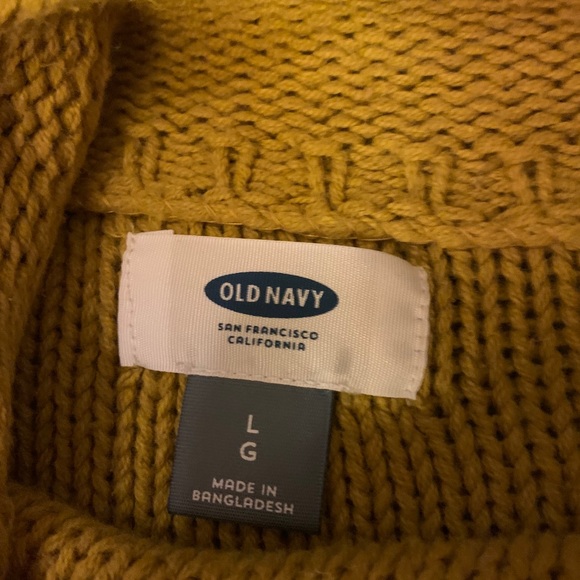 OLD NAVY
SAN FRANCISCO
CALIFORNIA
L
G
MADE IN
BANGLADESH